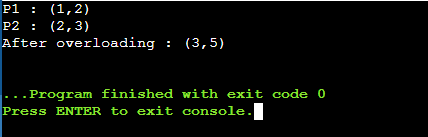 P1 : (1,2)
P2 : (2,3)
After overloading : (3,5)
...Program finished with exit code 0
Press ENTER to exit console.